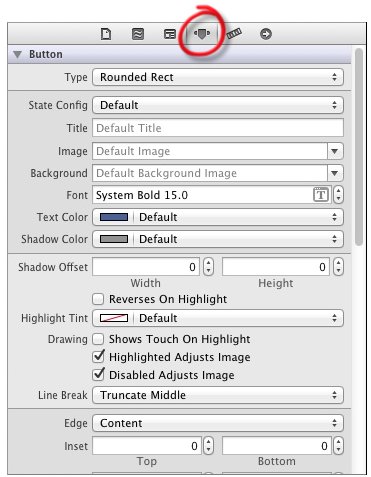 Button
Type Rounded Rect
State Config Default
Title Default Title
Image Default Image
Background Default Background Image
Font System Bold 15.0 T
Text Color Default
Shadow Color Default
Shadow Offset 0 0
Width Height
Reverses On Highlight
Highlight Tint Default
Drawing Shows Touch On Highlight
Highlighted Adjusts Image
Disabled Adjusts Image
Line Break Truncate Middle
Edge Content
Inset 0 0
Top Bottom